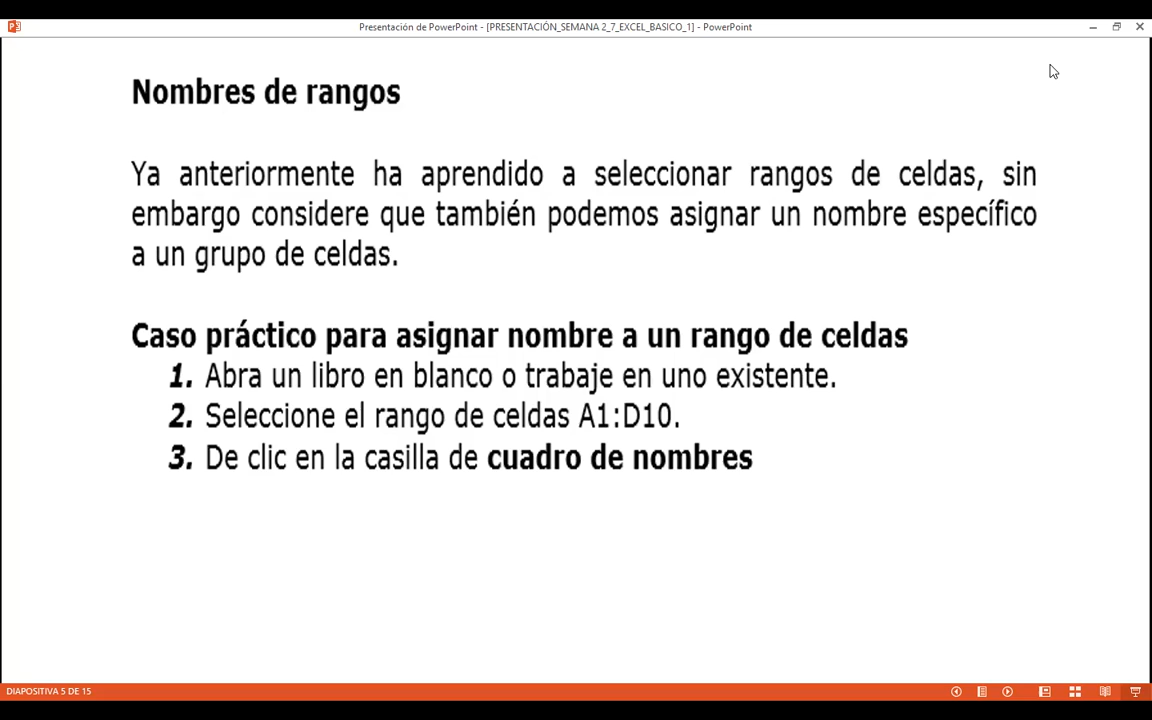 Presentación de PowerPoint - [PRESENTACIÓN_SEMANA 2_7_EXCEL_BASICO_1] - PowerPoint
Nombres de rangos
Ya anteriormente ha aprendido a seleccionar rangos de celdas, sin
embargo considere que también podemos asignar un nombre específico
a un grupo de celdas.
Caso práctico para asignar nombre a un rango de celdas
1. Abra un libro en blanco o trabaje en uno existente.
2. Seleccione el rango de celdas A1:D10.
3. De clic en la casilla de cuadro de nombres
DIAPOSITIVA 5 DE 15